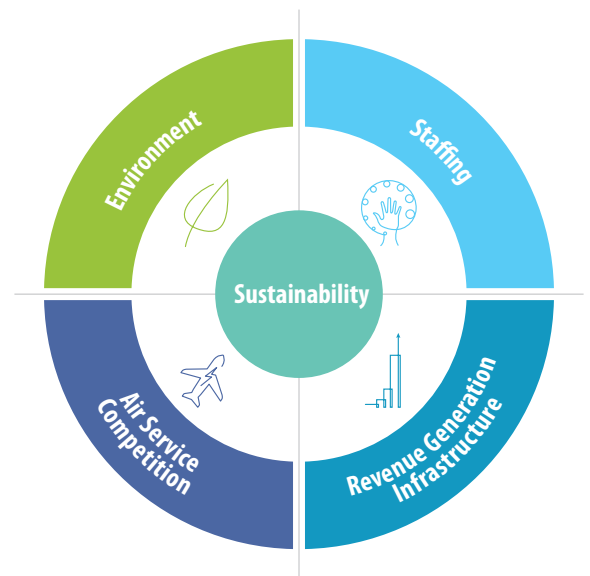 Environment
Staffing
Sustainability
Air Service
Competition
Revenue Generation
Infrastructure